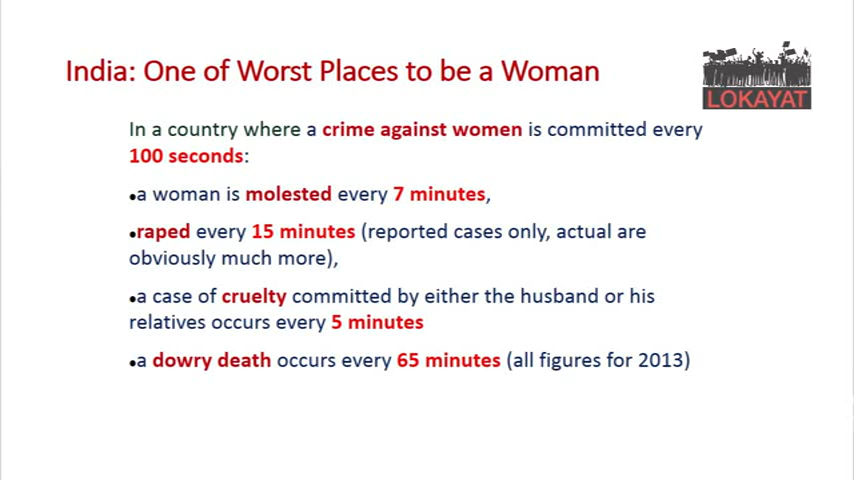 India: One of Worst Places to be a Woman
LOKAYAT
In a country where a crime against women is committed every
100 seconds:
•a woman is molested every 7 minutes,
•raped every 15 minutes (reported cases only, actual are
obviously much more),
•a case of cruelty committed by either the husband or his
relatives occurs every 5 minutes
•a dowry death occurs every 65 minutes (all figures for 2013)